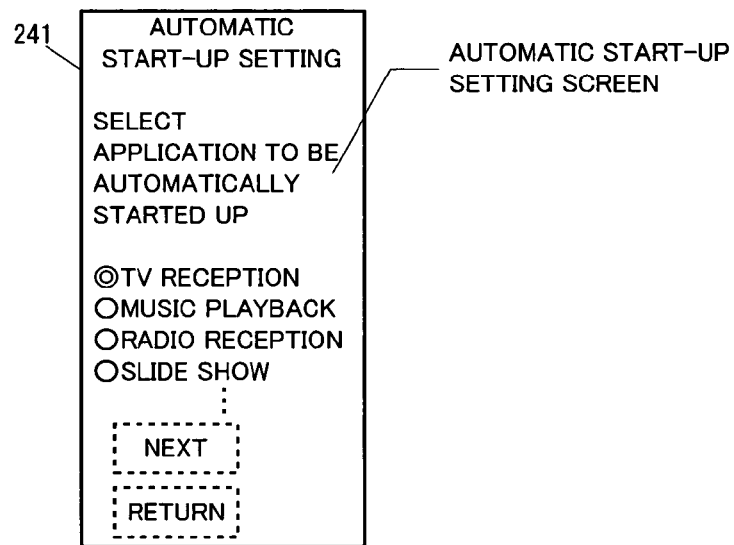 241
AUTOMATIC
START-UP SETTING
AUTOMATIC START-UP
SETTING SCREEN
SELECT
APPLICATION TO BE
AUTOMATICALLY
STARTED UP
◎TV RECEPTION
○MUSIC PLAYBACK
○RADIO RECEPTION
○SLIDE SHOW
NEXT
RETURN